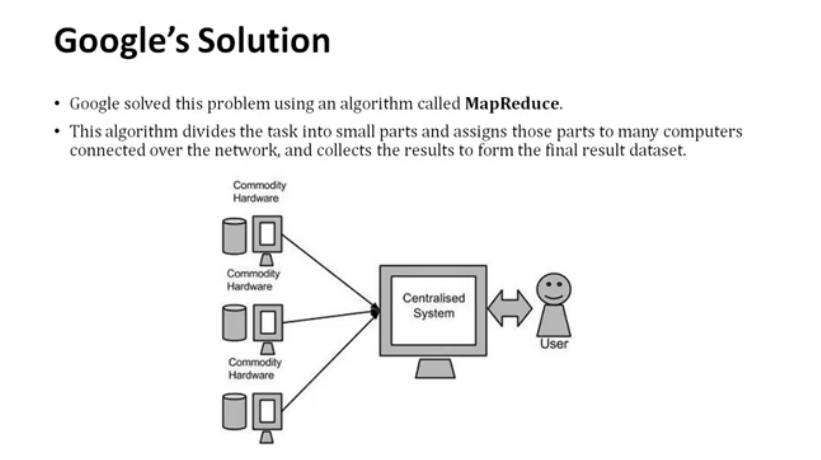 Google's Solution
• Google solved this problem using an algorithm called MapReduce.
• This algorithm divides the task into small parts and assigns those parts to many computers
connected over the network, and collects the results to form the final result dataset.
Commodity
Hardware
Commodity
Hardware
Commodity
Hardware
Centralised
System
User